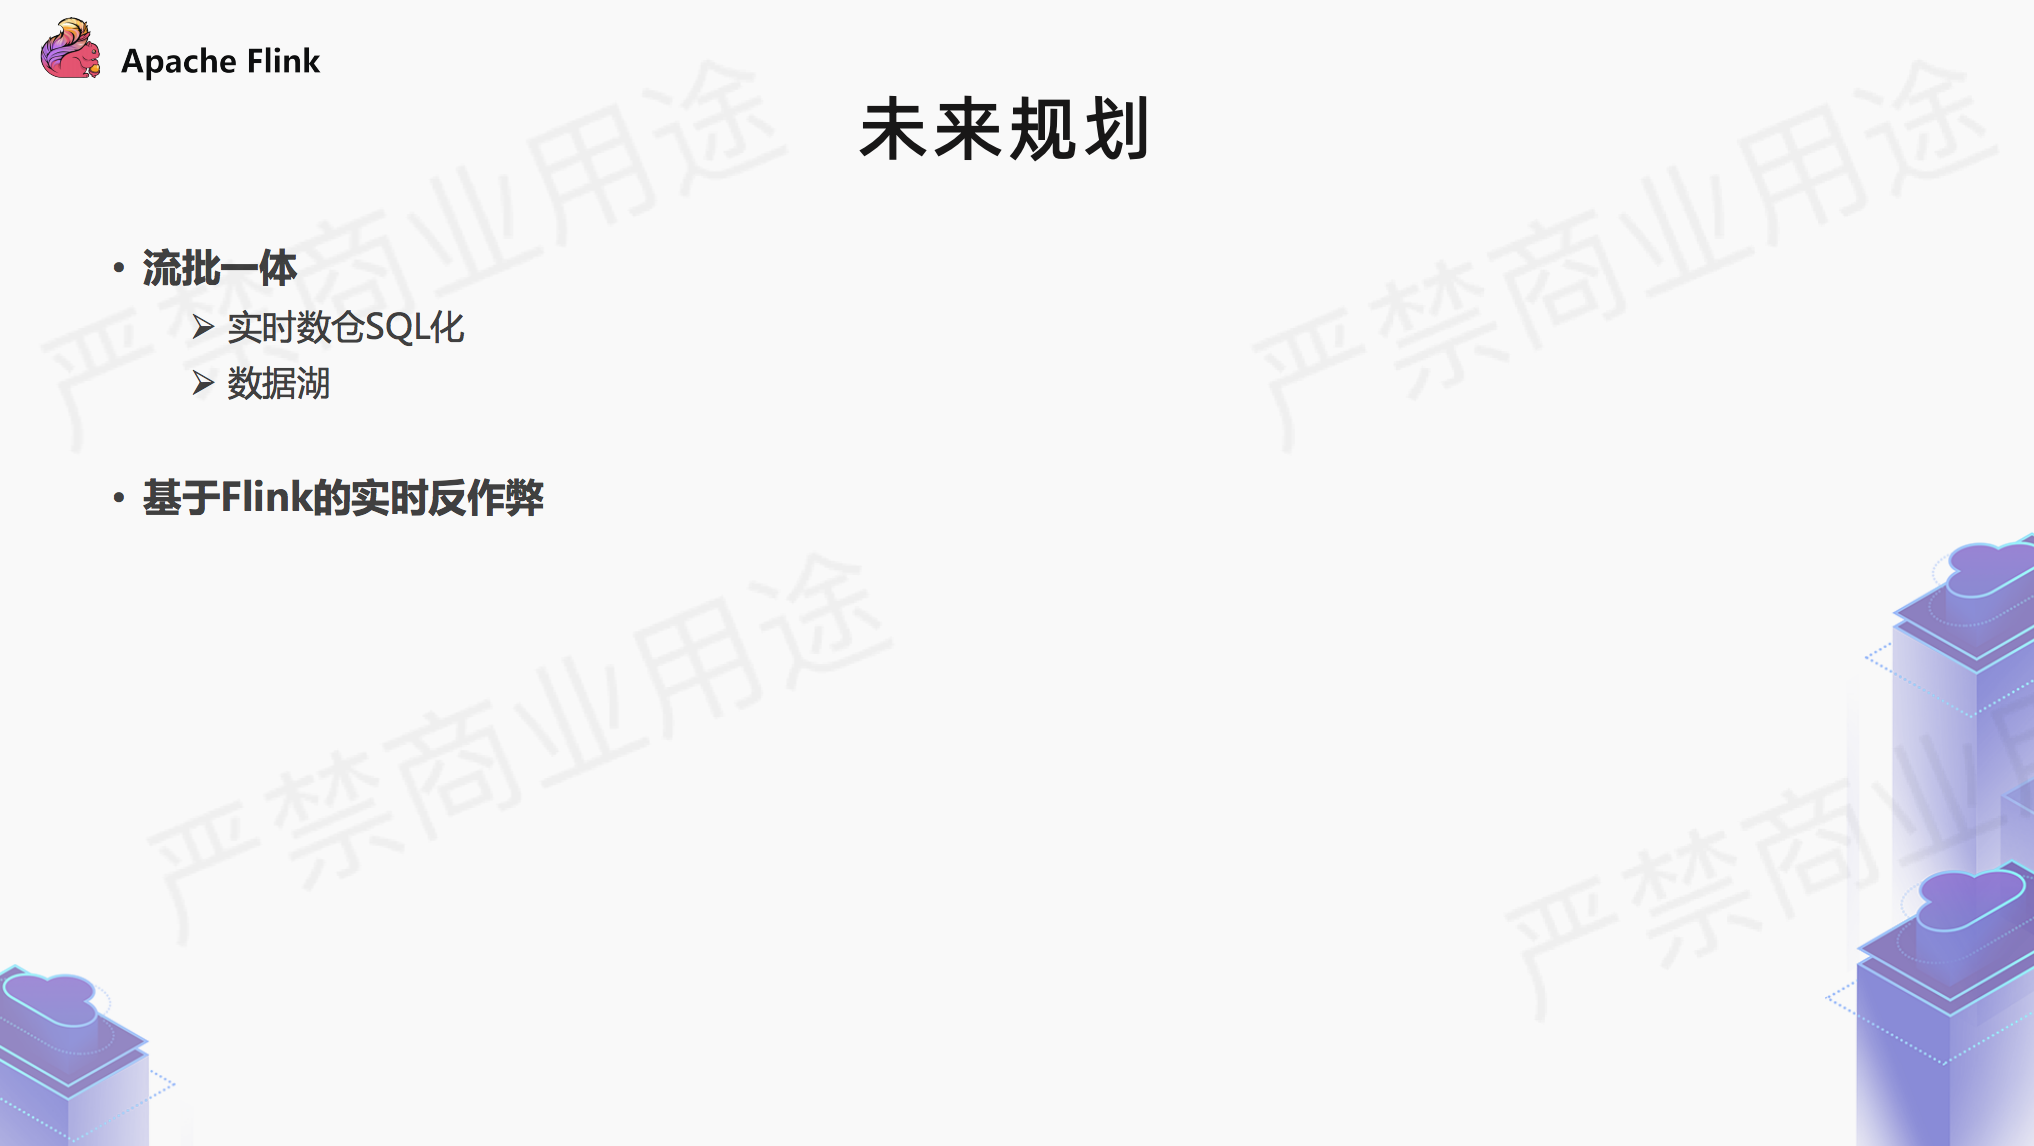 Apache Flink
未来规划
• 流批一体
➢ 实时数仓SQL化
➢ 数据湖
• 基于Flink的实时反作弊
严禁商业用途
严禁商业用途
严禁商业用途
严禁商业用